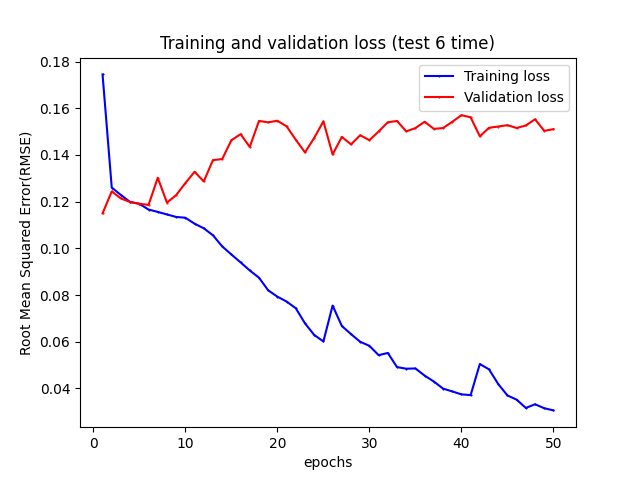 Training and validation loss (test 6 time)
Training loss
Validation loss
Root Mean Squared Error(RMSE)
0.18
0.16
0.14
0.12
0.10
0.08
0.06
0.04
0 10 20 30 40 50
epochs